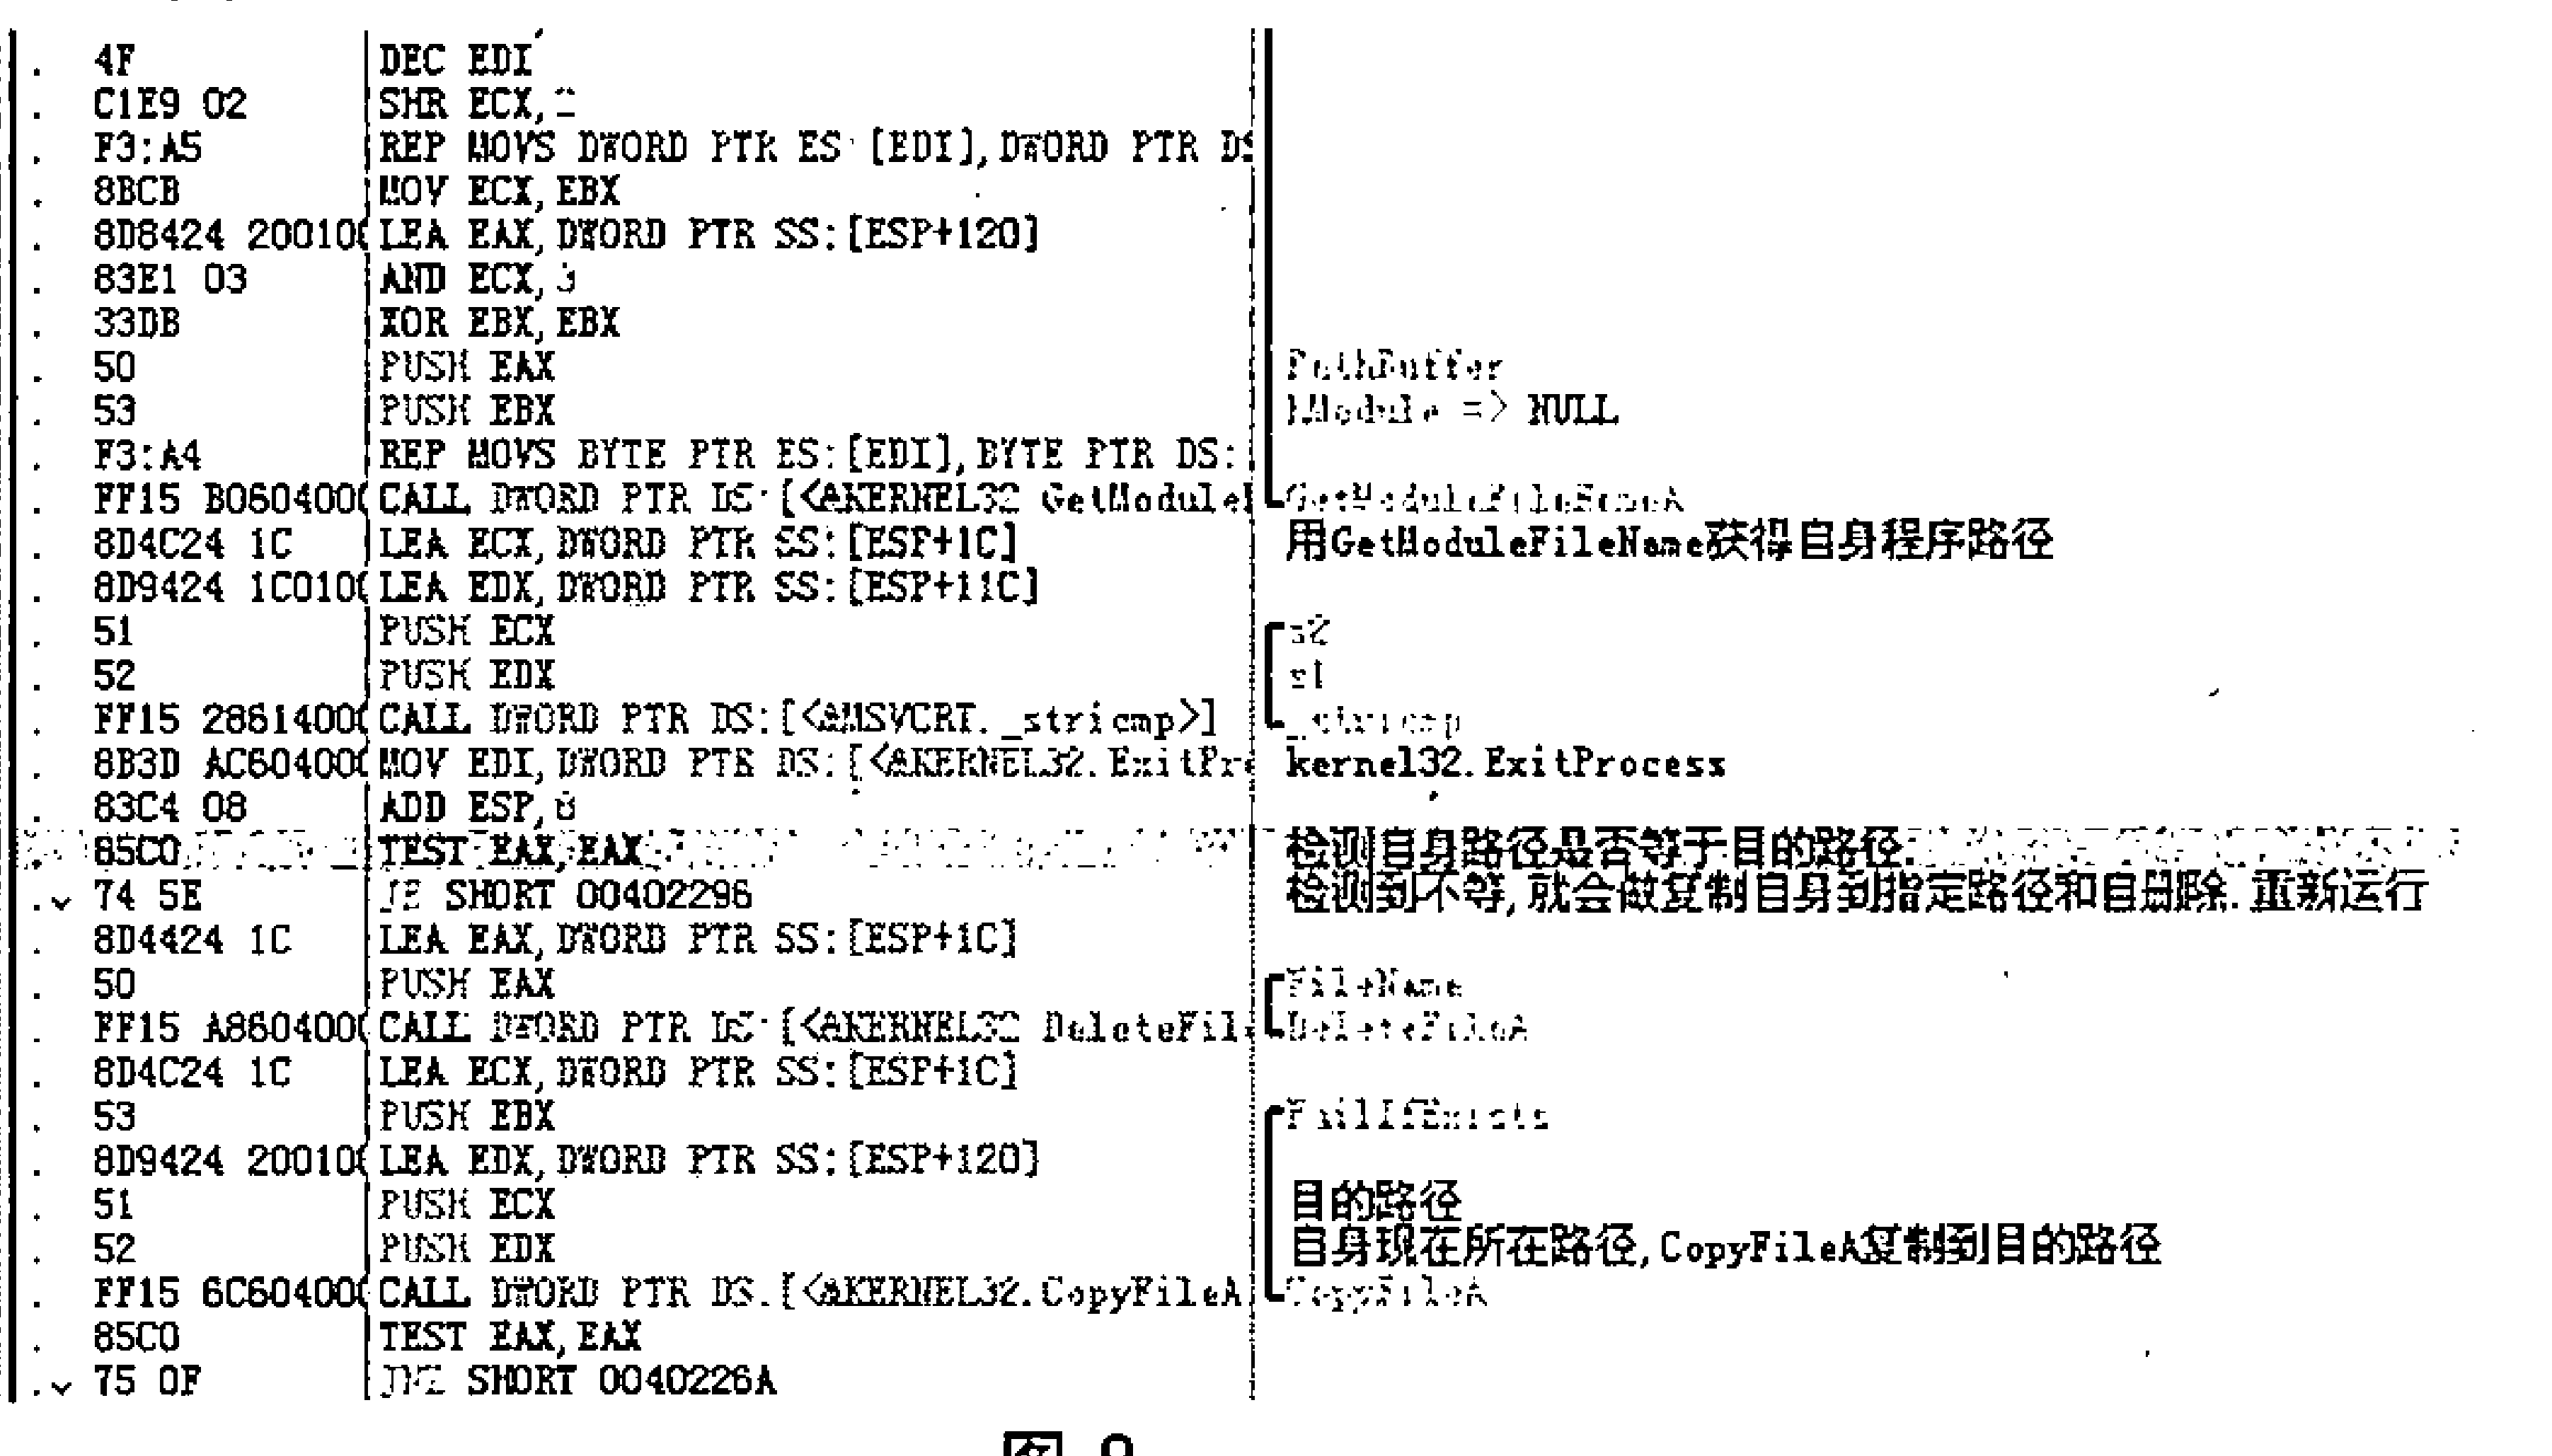 . 4F DEC EDI
. C1E9 02 SHR ECX,2
. F3:A5 REP MOVS DWORD PTR ES:[EDI],DWORD PTR DS
. 8BCB MOV ECX,EBX
. 8D8424 20010( LEA EAX,DWORD PTR SS:[ESP+120]
. 83E1 03 AND ECX,3
. 33DB XOR EBX,EBX
. 50 PUSH EAX PathBuffer
. 53 PUSH EBX hModule => NULL
. F3:A4 REP MOVS BYTE PTR ES:[EDI],BYTE PTR DS:
. FF15 B060400( CALL DWORD PTR DS:[<&KERNEL32.GetModule GetModuleFileNameA
. 8D4C24 1C LEA ECX,DWORD PTR SS:[ESP+1C] 用GetModuleFileName获得自身程序路径
. 8D9424 1C010( LEA EDX,DWORD PTR SS:[ESP+11C]
. 51 PUSH ECX s2
. 52 PUSH EDX s1
. FF15 2861400( CALL DWORD PTR DS:[<&MSVCRT._stricmp>] _stricmp
. 8B3D AC60400( MOV EDI,DWORD PTR DS:[<&KERNEL32.ExitPr kernel32.ExitProcess
. 83C4 08 ADD ESP,8
. 85C0 TEST EAX,EAX 检测自身路径是否等于目的路径.
. 74 5E JE SHORT 00402296 检测到不等,就会做复制自身到指定路径和自删除.重新运行
. 8D4424 1C LEA EAX,DWORD PTR SS:[ESP+1C]
. 50 PUSH EAX FileName
. FF15 A860400( CALL DWORD PTR DS:[<&KERNEL32.DeleteFil DeleteFileA
. 8D4C24 1C LEA ECX,DWORD PTR SS:[ESP+1C]
. 53 PUSH EBX FailIfExists
. 8D9424 20010( LEA EDX,DWORD PTR SS:[ESP+120]
. 51 PUSH ECX 目的路径
. 52 PUSH EDX 自身现在所在路径,CopyFileA复制到目的路径
. FF15 6C60400( CALL DWORD PTR DS:[<&KERNEL32.CopyFileA CopyFileA
. 85C0 TEST EAX,EAX
. 75 0F JNZ SHORT 0040226A